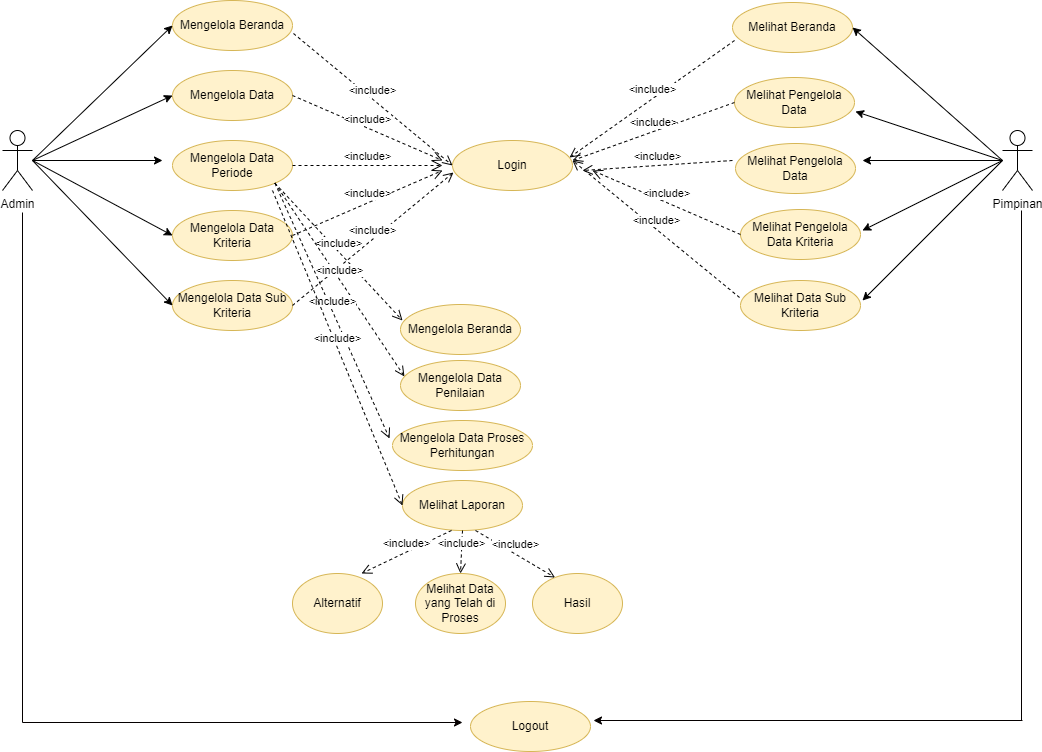 Mengelola Beranda
Melihat Beranda
<include>
<include>
Mengelola Data
Melihat Pengelola
Data
<include>
<include>
Admin
Mengelola Data
Periode
<include>
Login
<include>
Melihat Pengelola
Data
Pimpinan
<include>
<include>
Mengelola Data
Kriteria
<include>
<include>
Melihat Pengelola
Data Kriteria
<include>
<include>
Mengelola Data Sub
Kriteria
Melihat Data Sub
Kriteria
<include>
<include>
Mengelola Beranda
Mengelola Data
Penilaian
Mengelola Data Proses
Perhitungan
Melihat Laporan
<include>
<include>
<include>
Alternatif
Melihat Data
yang Telah di
Proses
Hasil
Logout